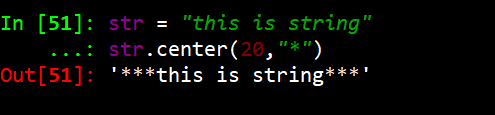 In [51]: str = "this is string"
...: str.center(20,"*")
Out[51]: '***this is string***'